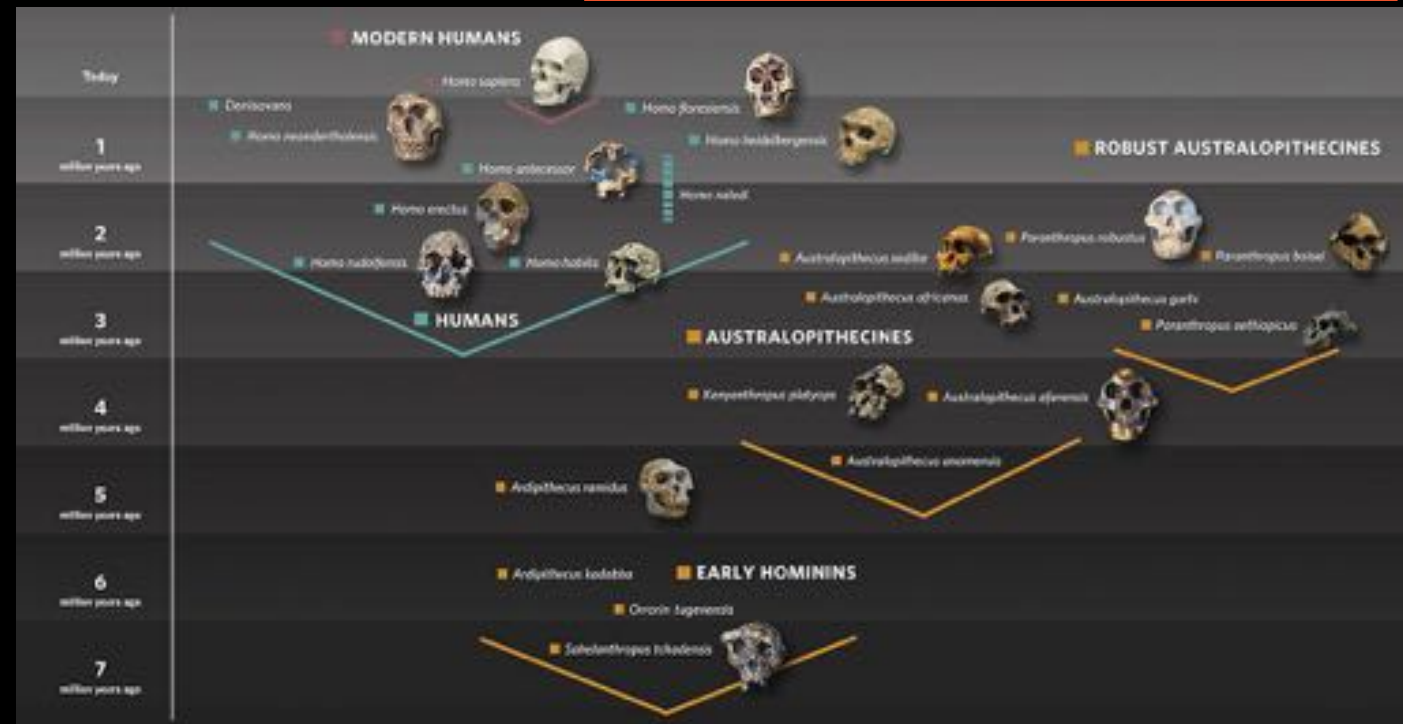 MODERN HUMANS
Today
Homo sapiens
Denisovans
Homo floresiensis
Homo neanderthalensis
Homo heidelbergensis
1
million years ago
ROBUST AUSTRALOPITHECINES
Homo antecessor
Homo naledi
Homo erectus
2
million years ago
Paranthropus robustus
Australopithecus sediba
Paranthropus boisei
Homo rudolfensis
Homo habilis
Australopithecus africanus
Australopithecus garhi
3
million years ago
HUMANS
Paranthropus aethiopicus
AUSTRALOPITHECINES
Kenyanthropus platyops
Australopithecus afarensis
4
million years ago
Australopithecus anamensis
5
million years ago
Ardipithecus ramidus
6
million years ago
Ardipithecus kadabba
EARLY HOMININS
Orrorin tugenensis
Sahelanthropus tchadensis
7
million years ago